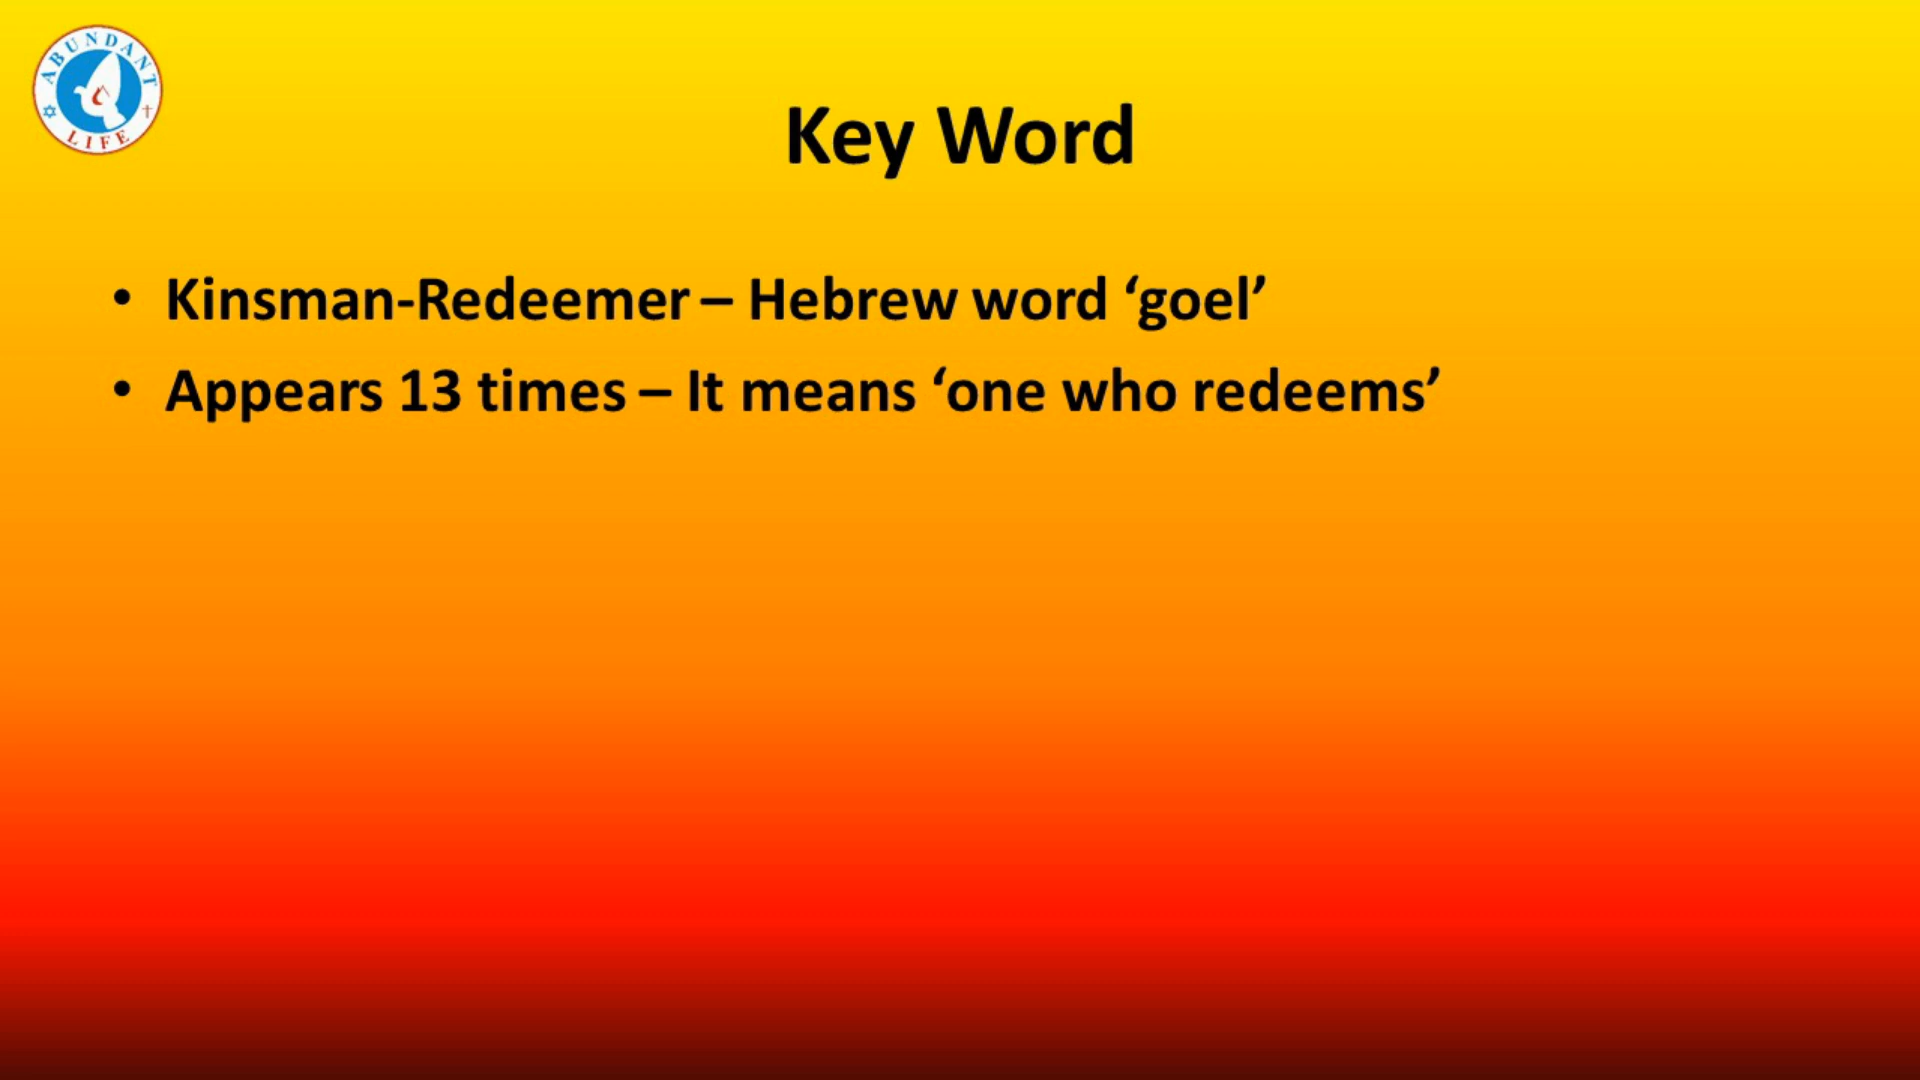 ABUNDANT
LIFE
Key Word
• Kinsman-Redeemer – Hebrew word ‘goel’
• Appears 13 times – It means ‘one who redeems’